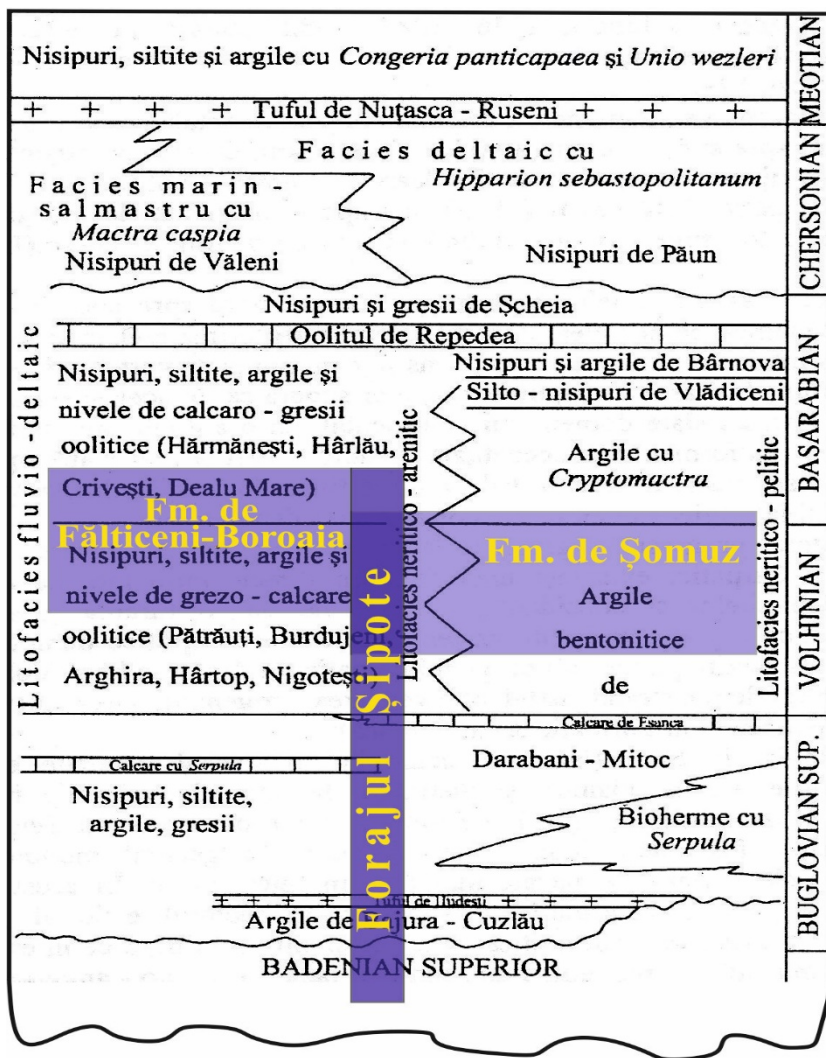 Nisipuri, siltite și argile cu Congeria panticapaea și Unio wezleri
Tuful de Nuțasca - Ruseni
Facies deltaic cu
Hipparion sebastopolitanum
Facies marin -
salmastru cu
Mactra caspia
Nisipuri de Văleni
Nisipuri de Păun
Nisipuri și gresii de Șcheia
Oolitul de Repedea
Nisipuri, siltite, argile și
nivele de calcaro - gresii
oolitice (Hărmănești, Hârlău,
Crivești, Dealu Mare)
Nisipuri și argile de Bârnova
Silto - nisipuri de Vlădiceni
Argile cu
Cryptomactra
Fm. de
Fălticeni-Boroaia
Nisipuri, siltite, argile și
nivele de grezo - calcare
oolitice (Pătrăuți, Burdujeni,
Arghira, Hârtop, Nigotești)
Fm. de Șomuz
Argile
bentonitice
de
Calcare de
Darabani - Mitoc
Calcare cu Serpula
Nisipuri, siltite,
argile, gresii
Bioherme cu
Serpula
Tuful de Hudești
Argile de - Cuzlău
BADENIAN SUPERIOR
Forajul Șipote
Litofacies fluvio - deltaic
Litofacies neritico - arenitic
Litofacies neritico - pelitic
MEOTIAN
CHERSONIAN
BASARABIAN
VOLHINIAN
BUGLOVIAN SUP.